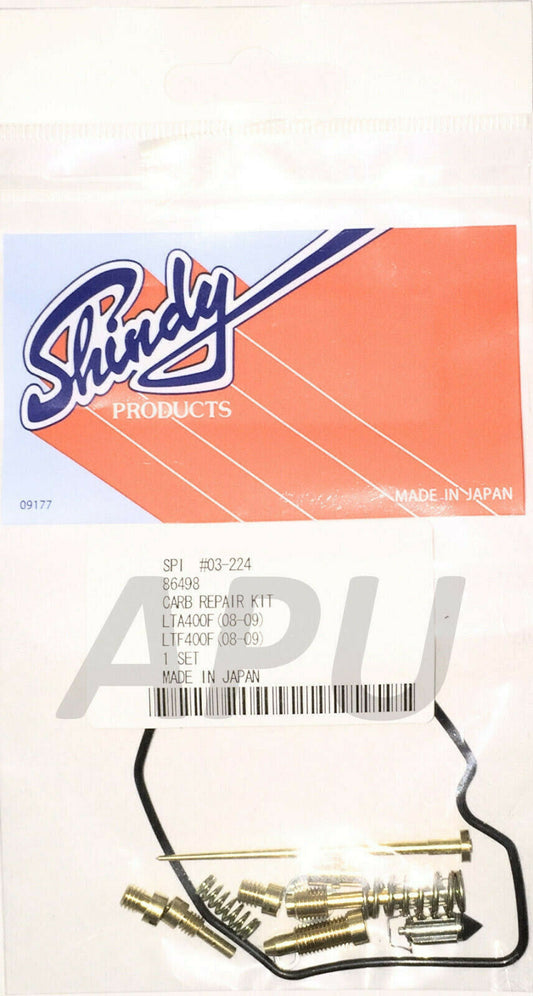 Shindy
PRODUCTS
09177
MADE IN JAPAN
SPI #03-224
86498
CARB REPAIR KIT
LTA400F(08-09)
LTF400F(08-09)
1 SET
MADE IN JAPAN
APU